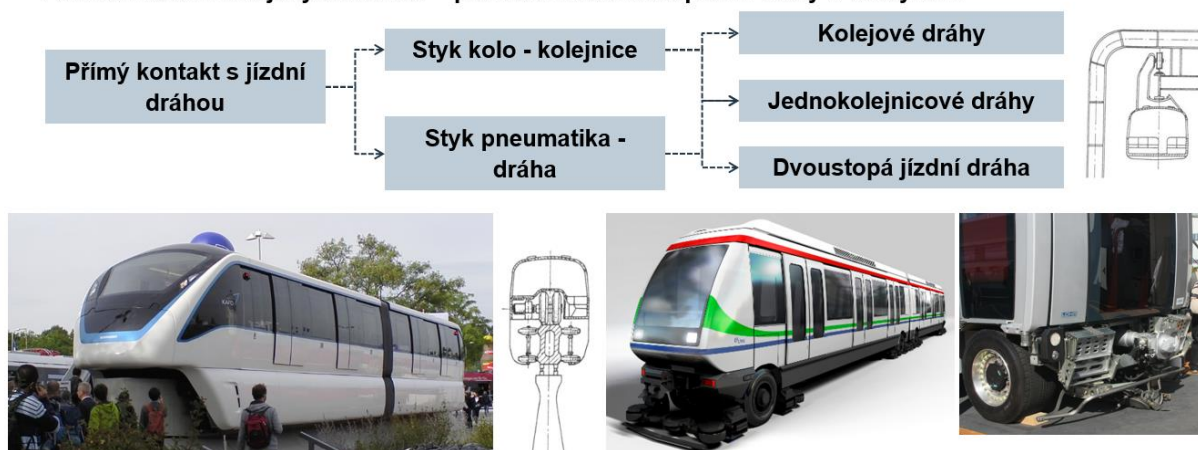 Přímý kontakt s jízdní
dráhou
Styk kolo - kolejnice
Styk pneumatika -
dráha
Kolejové dráhy
Jednokolejnicové dráhy
Dvoustopá jízdní dráha